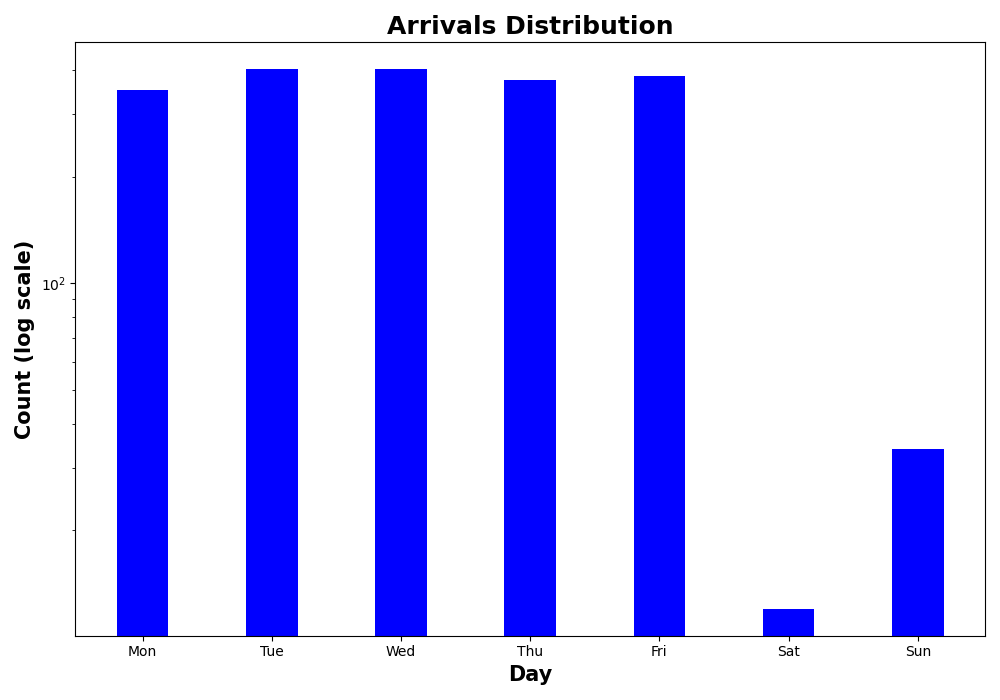 Arrivals Distribution
Count (log scale)
10²
Mon Tue Wed Thu Fri Sat Sun
Day